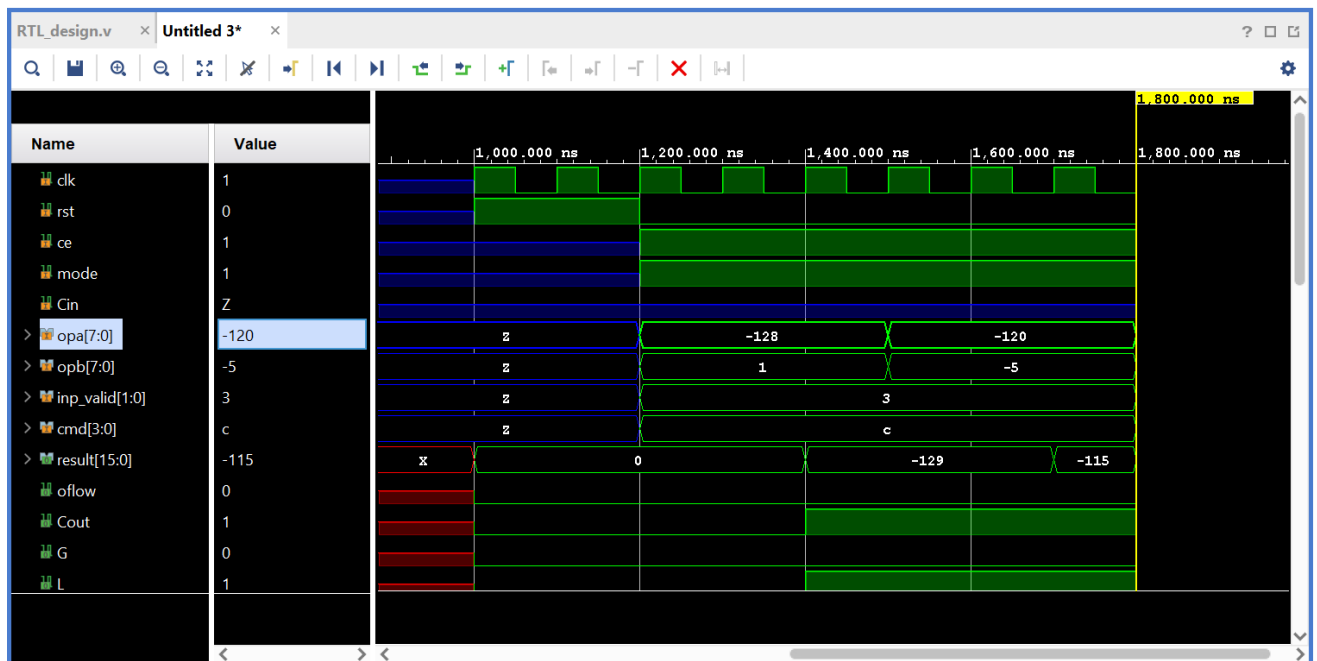 RTL_design.v × Untitled 3* ×
? 
1,800.000 ns
Name Value
1,000.000 ns 1,200.000 ns 1,400.000 ns 1,600.000 ns 1,800.000 ns
clk 1
rst 0
ce 1
mode 1
Cin Z
opa[7:0] -120 z -128 -120
opb[7:0] -5 z 1 -5
inp_valid[1:0] 3 z 3
cmd[3:0] c z c
result[15:0] -115 X 0 -129 -115
oflow 0
Cout 1
G 0
L 1